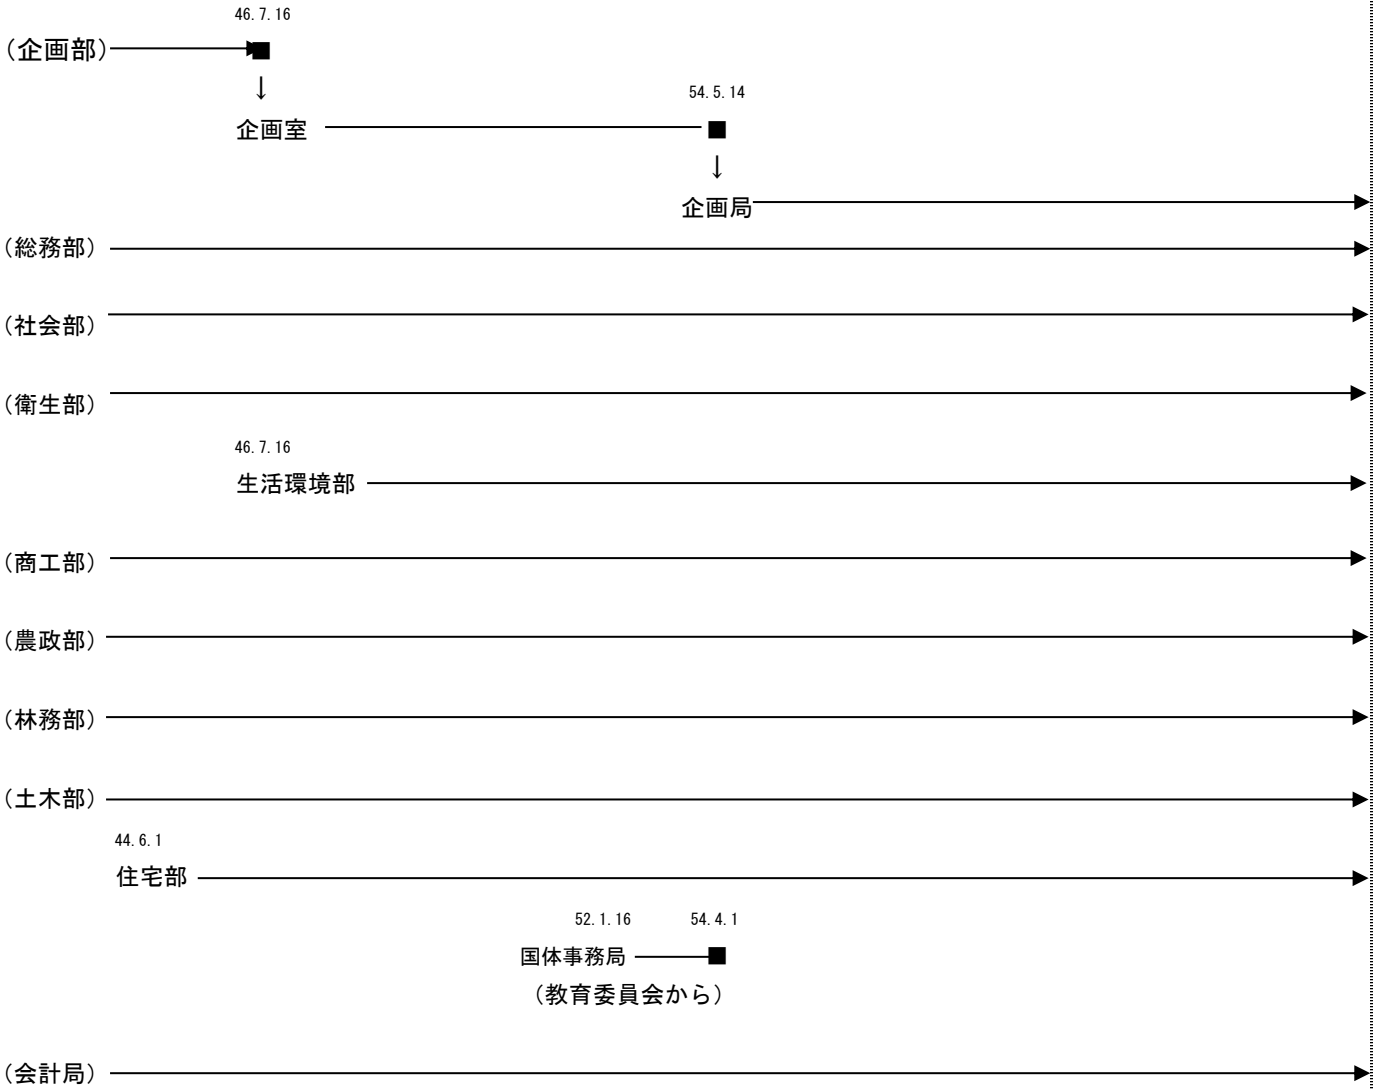 46.7.16
（企画部）
↓
54.5.14
企画室
↓
企画局
（総務部）
（社会部）
（衛生部）
46.7.16
生活環境部
（商工部）
（農政部）
（林務部）
（土木部）
44.6.1
住宅部
52.1.16 54.4.1
国体事務局
（教育委員会から）
（会計局）